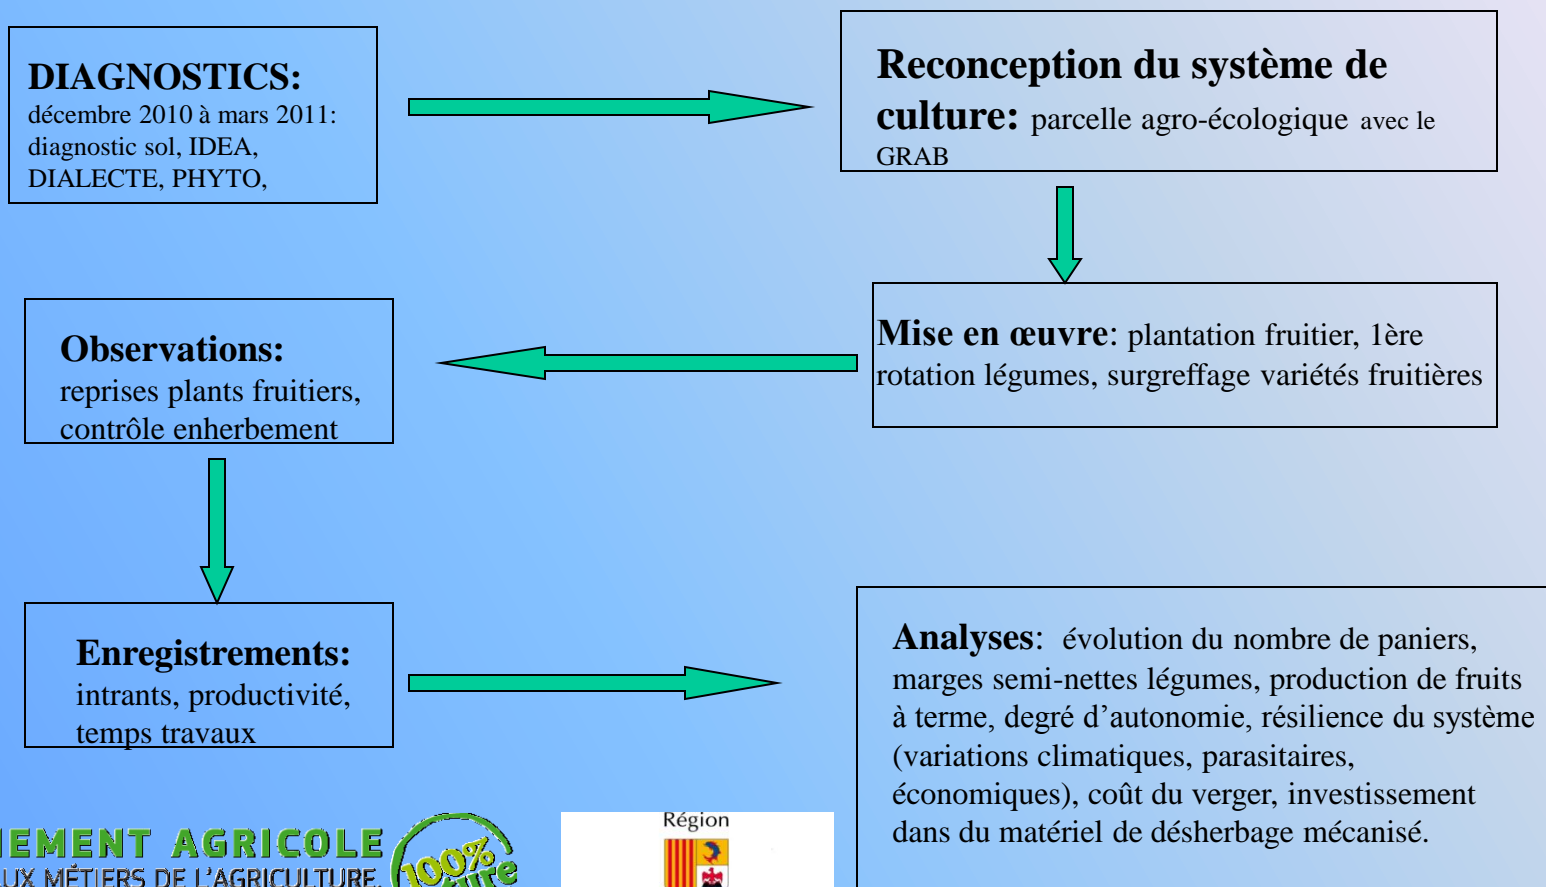 DIAGNOSTICS:
décembre 2010 à mars 2011:
diagnostic sol, IDEA,
DIALECTE, PHYTO,
Reconception du système de
culture: parcelle agro-écologique avec le
GRAB
Mise en œuvre: plantation fruitier, 1ère
rotation légumes, surgreffage variétés fruitières
Observations:
reprises plants fruitiers,
contrôle enherbement
Enregistrements:
intrants, productivité,
temps travaux
Analyses: évolution du nombre de paniers,
marges semi-nettes légumes, production de fruits
à terme, degré d’autonomie, résilience du système
(variations climatiques, parasitaires,
économiques), coût du verger, investissement
dans du matériel de désherbage mécanisé.
AGRICOLE
MÉTIERS DE L'AGRICULTURE.
100%
Région